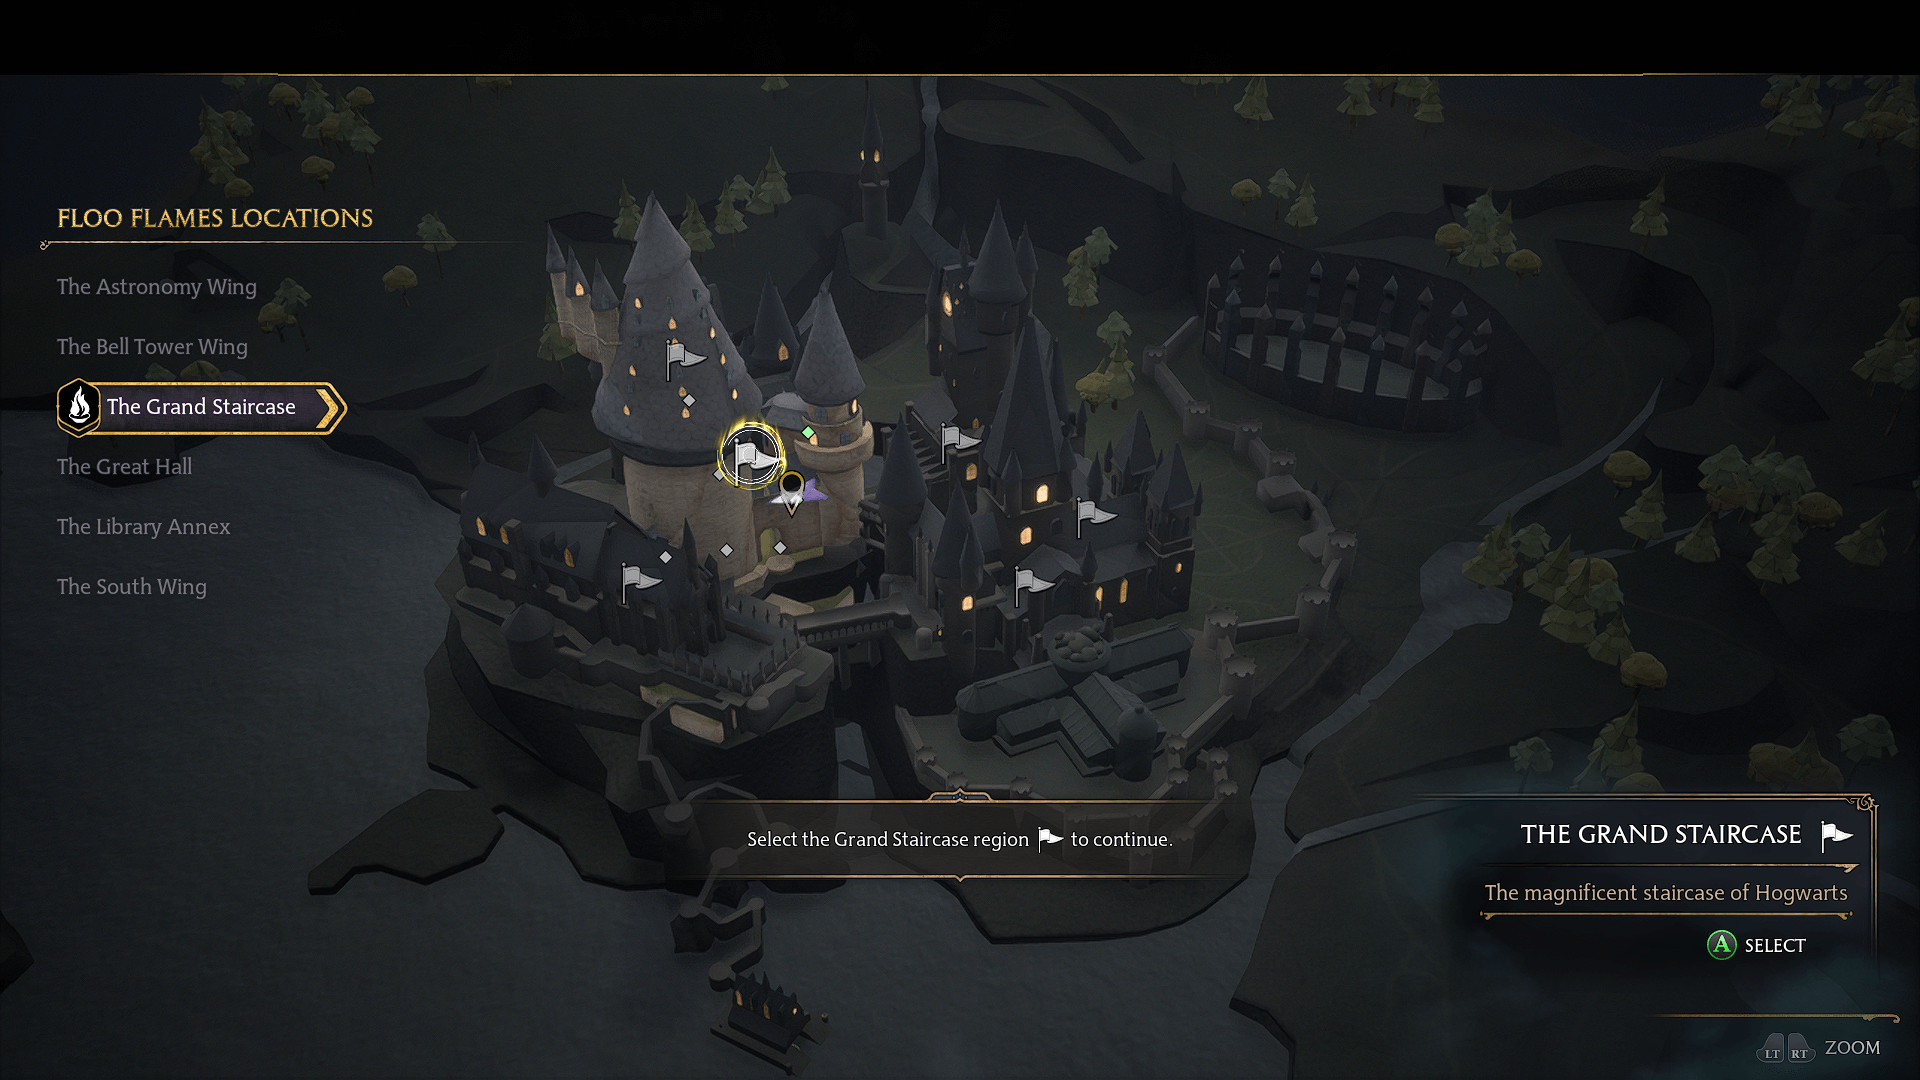 FLOO FLAMES LOCATIONS
The Astronomy Wing
The Bell Tower Wing
The Grand Staircase
The Great Hall
The Library Annex
The South Wing
Select the Grand Staircase region to continue.
THE GRAND STAIRCASE
The magnificent staircase of Hogwarts
A SELECT
LT RT ZOOM